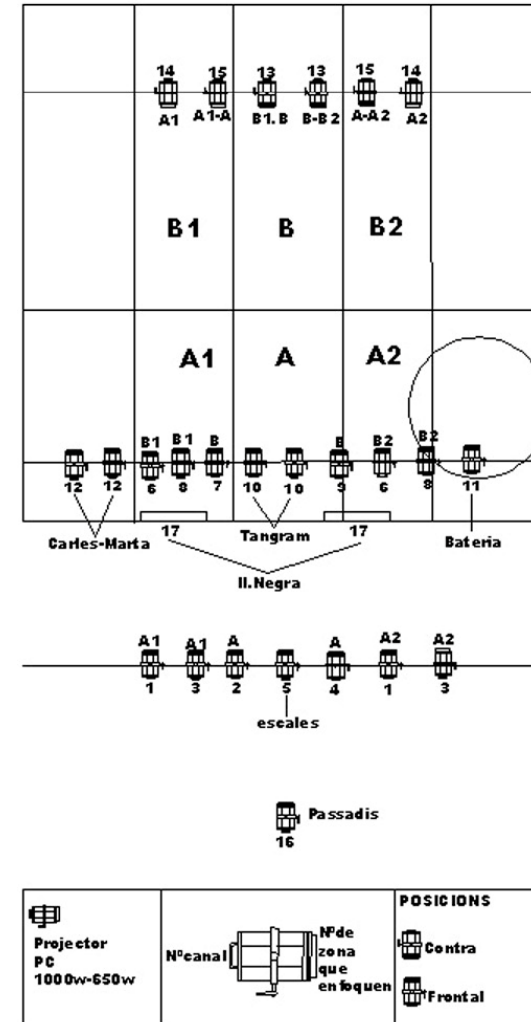 14 15 13 13 15 14
A1 A1-A B1.B B-B2 A-A2 A2
B1 B B2
A1 A A2
B1 B1 B B B2 B2
12 12 6 8 7 10 10 9 6 8 11
Carles-Marta 17 Tangram 17 Bateria
Il.Negra
A1 A1 A A A2 A2
1 3 2 5 4 1 3
escales
Passadis
16
POSICIONS
Projector
PC
1000w-650w
Nºcanal
Nºde
zona
que
enfoquen
Contra
Frontal